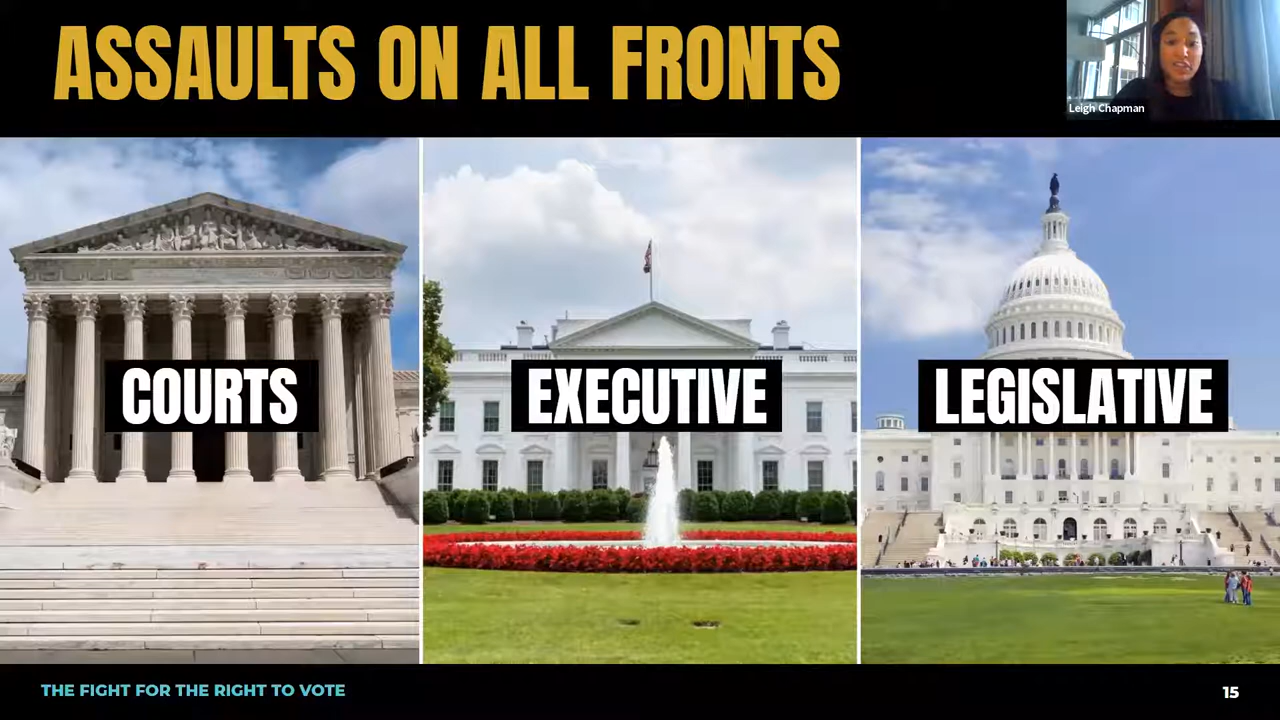 ASSAULTS ON ALL FRONTS
Leigh Chapman
COURTS
EXECUTIVE
LEGISLATIVE
THE FIGHT FOR THE RIGHT TO VOTE
15